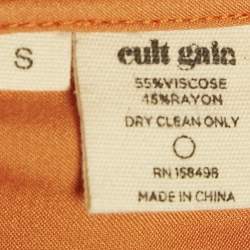 S
cult gaia
55%VISCOSE
45%RAYON
DRY CLEAN ONLY
RN 158498
MADE IN CHINA